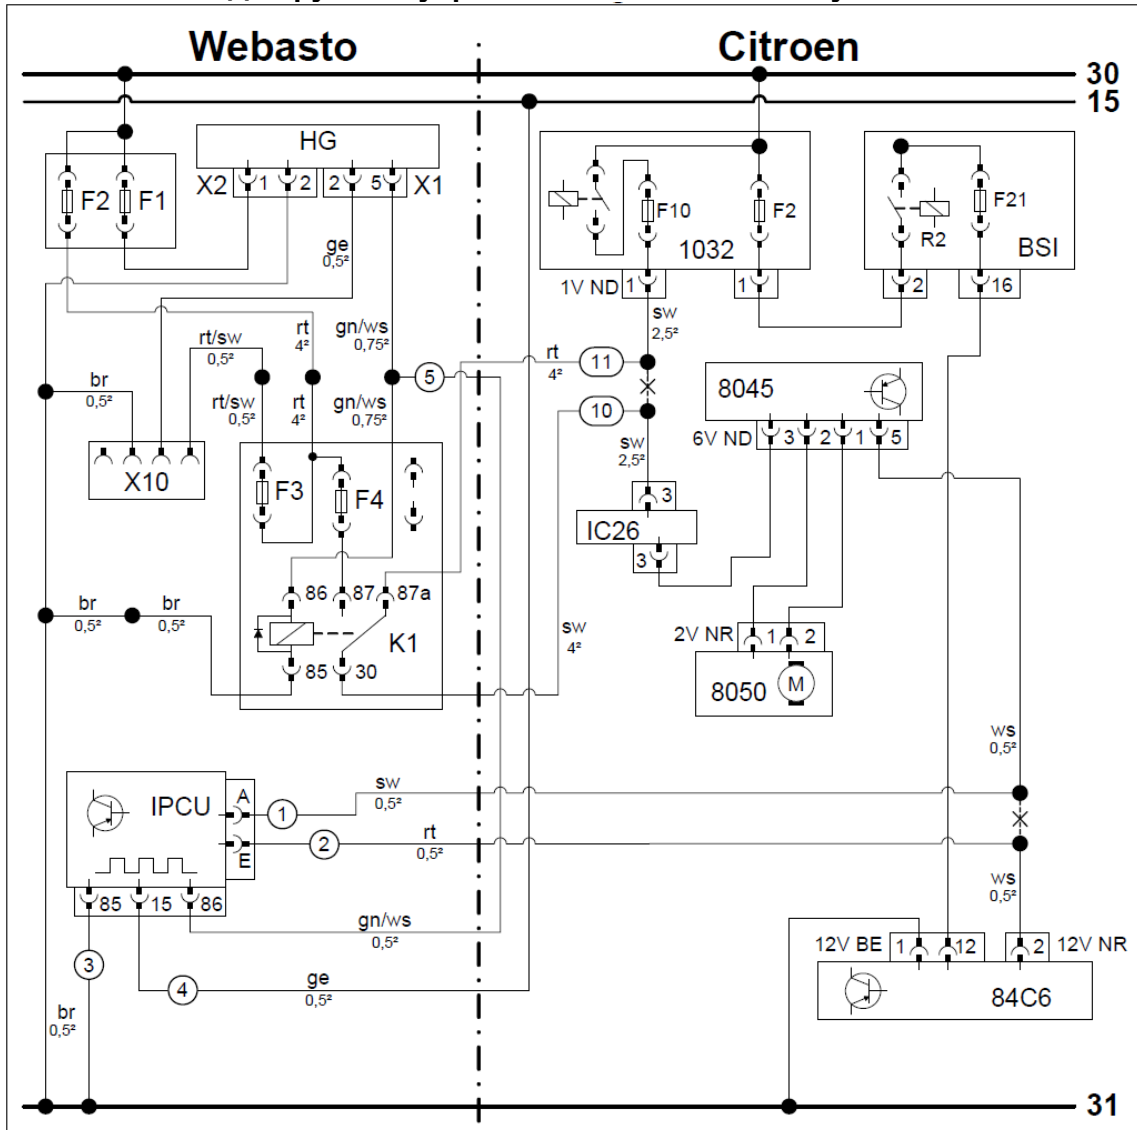 Webasto
Citroen
30
15
HG
X2
1
2
2
5
X1
F2
F1
F10
F2
1032
F21
R2
BSI
ge
0,5²
1V ND
1
1
2
16
rt/sw
0,5²
rt
4²
gn/ws
0,75²
sw
2,5²
rt
4²
11
5
br
0,5²
rt/sw
0,5²
rt
4²
gn/ws
0,75²
10
8045
6V ND
3
2
1
5
sw
2,5²
X10
F3
F4
3
IC26
3
86
87
87a
br
0,5²
br
0,5²
K1
85
30
sw
4²
2V NR
1
2
8050
M
ws
0,5²
IPCU
A
1
sw
0,5²
E
2
rt
0,5²
85
15
86
ws
0,5²
gn/ws
0,5²
12V BE
1
12
2
12V NR
3
4
ge
0,5²
84C6
br
0,5²
31